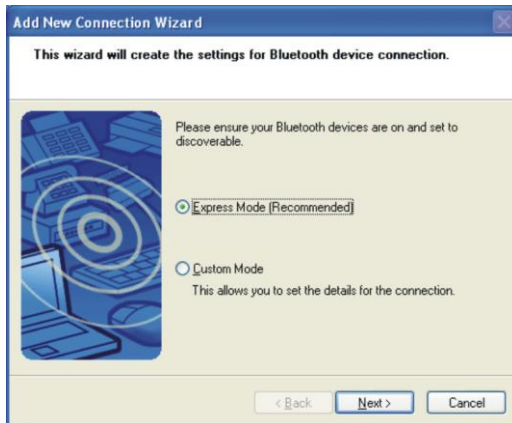 Add New Connection Wizard
This wizard will create the settings for Bluetooth device connection.
Please ensure your Bluetooth devices are on and set to
discoverable.
Express Mode (Recommended)
Custom Mode
This allows you to set the details for the connection.
< Back
Next >
Cancel